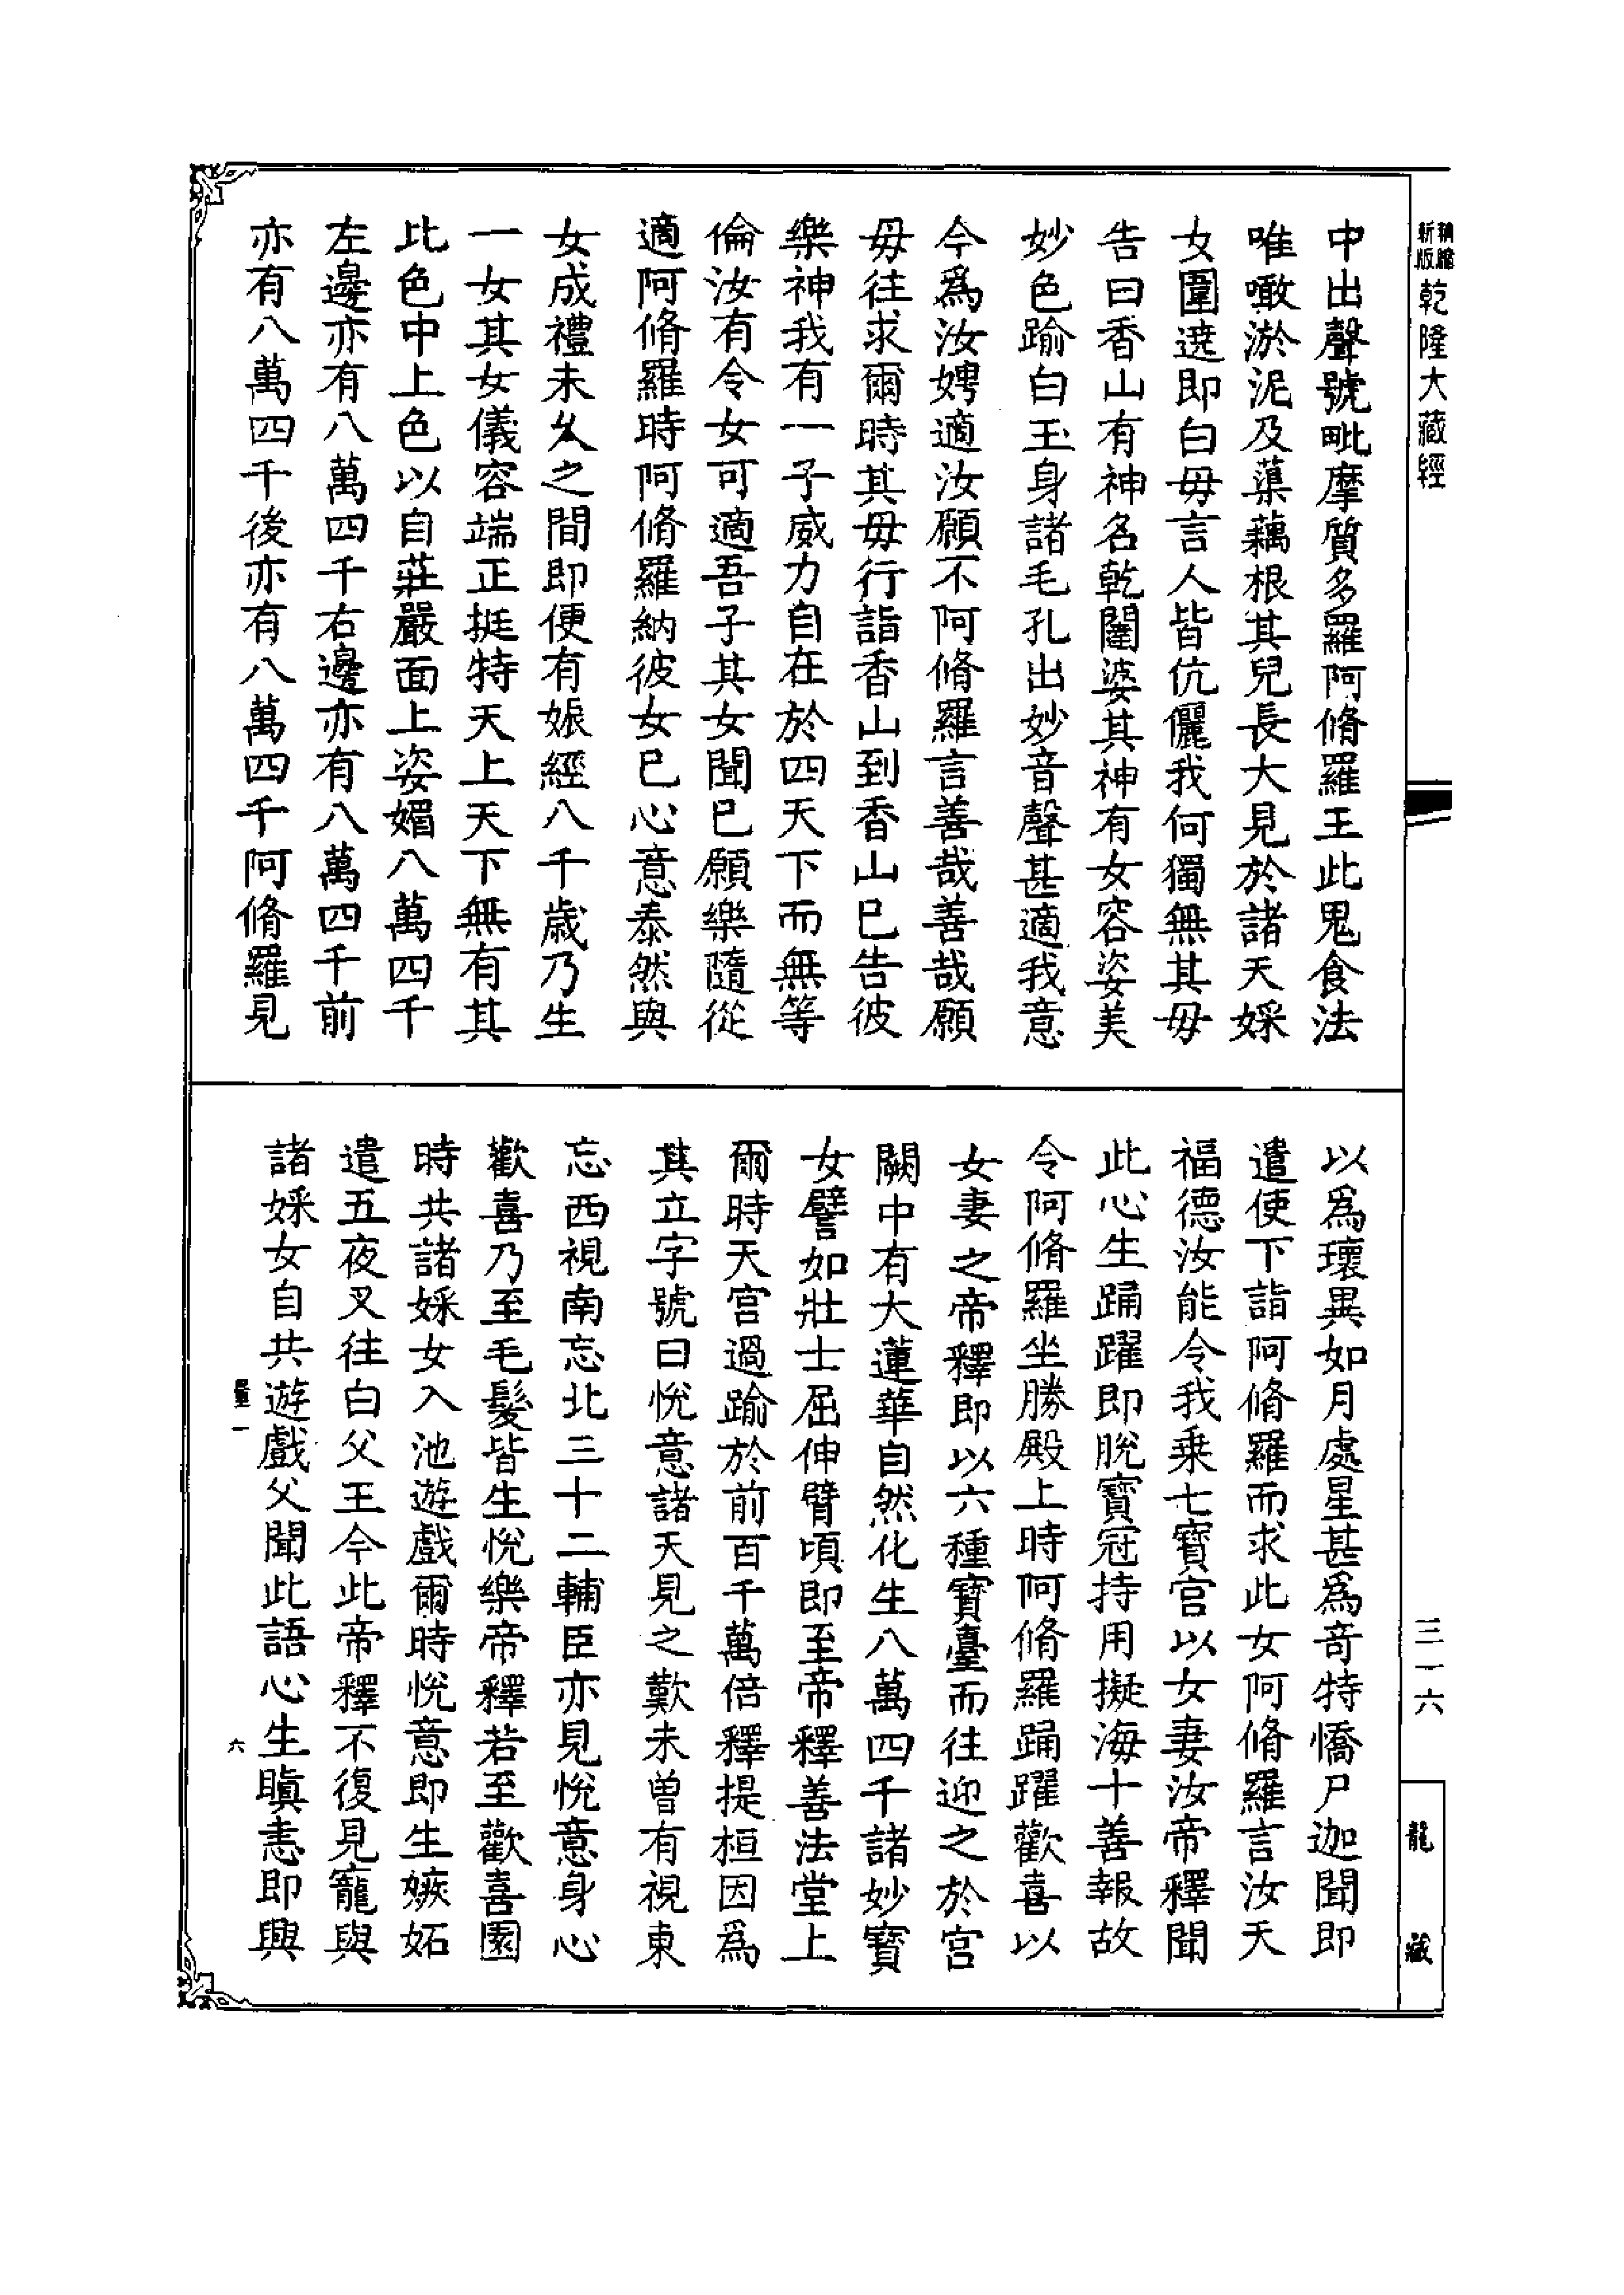 精縮
新版
乾隆大藏經
三一六
龍藏
中出聲號毗摩質多羅阿脩羅王此鬼食法
唯噉淤泥及蕖藕根其兒長大見於諸天婇
女圍遶即白毋言人皆伉儷我何獨無其毋
告曰香山有神名乾闥婆其神有女容姿美
妙色踰白玉身諸毛孔出妙音聲甚適我意
今爲汝娉適汝願不阿脩羅言善哉善哉願
毋往求爾時其毋行詣香山到香山已告彼
樂神我有一子威力自在於四天下而無等
倫汝有令女可適吾子其女聞已願樂隨從
適阿脩羅時阿脩羅納彼女已心意泰然與
女成禮未乆之間即便有娠經八千歲乃生
一女其女儀容端正挺特天上天下無有其
比色中上色以自莊嚴面上姿媚八萬四千
左邊亦有八萬四千右邊亦有八萬四千前
亦有八萬四千後亦有八萬四千阿脩羅見
以爲瓌異如月處星甚爲奇特憍尸迦聞即
遣使下詣阿脩羅而求此女阿脩羅言汝天
福德汝能令我乗七寶宫以女妻汝帝釋聞
此心生踊躍即脫寶冠持用擬海十善報故
令阿脩羅坐勝殿上時阿脩羅踊躍歡喜以
女妻之帝釋即以六種寶臺而往迎之於宫
闕中有大蓮華自然化生八萬四千諸妙寶
女譬如壯士屈伸臂頃即至帝釋善法堂上
爾時天宫過踰於前百千萬倍釋提桓因爲
其立字號曰悅意諸天見之歎未曽有視東
忘西視南忘北三十二輔臣亦見悅意身心
歡喜乃至毛髮皆生悅樂帝釋若至歡喜園
時共諸婇女入池遊戲爾時悅意即生嫉妬
遣五夜叉往白父王今此帝釋不復見寵與
諸婇女自共遊戲父聞此語心生瞋恚即興
量一
六